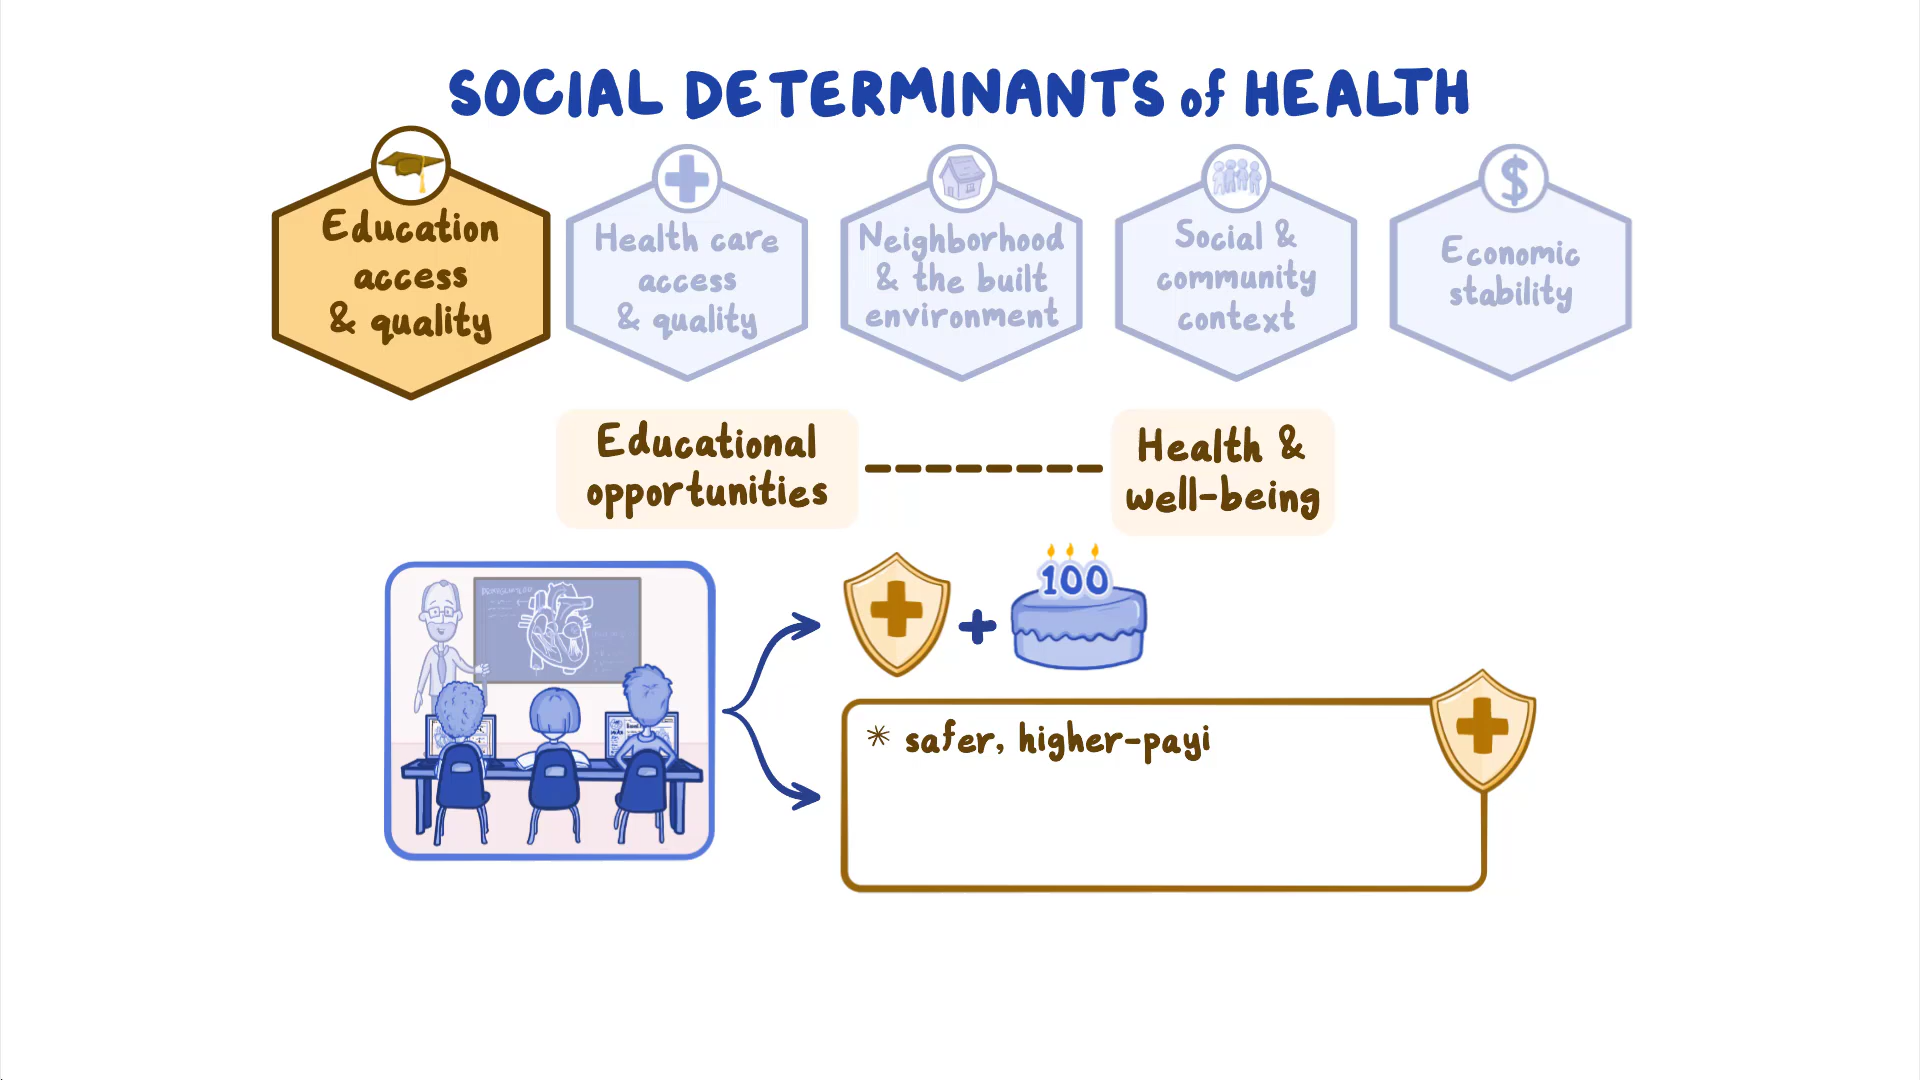 SOCIAL DETERMINANTS of HEALTH
Education
access
& quality
Health care
access
& quality
Neighborhood
& the built
environment
Social &
community
context
Economic
stability
$
Educational
opportunities
Health &
well-being
100
* safer, higher-payi